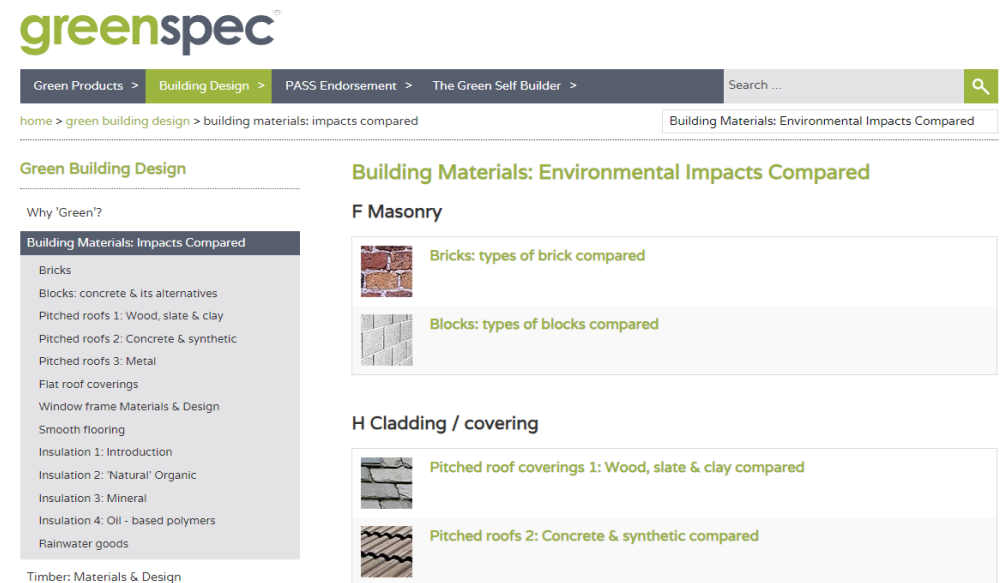 greenspec
Green Products > Building Design > PASS Endorsement > The Green Self Builder > Search ...
home > green building design > building materials: impacts compared Building Materials: Environmental Impacts Compared
Green Building Design
Why 'Green'?
Building Materials: Impacts Compared
Bricks
Blocks: concrete & its alternatives
Pitched roofs 1: Wood, slate & clay
Pitched roofs 2: Concrete & synthetic
Pitched roofs 3: Metal
Flat roof coverings
Window frame Materials & Design
Smooth flooring
Insulation 1: Introduction
Insulation 2: 'Natural' Organic
Insulation 3: Mineral
Insulation 4: Oil - based polymers
Rainwater goods
Timber: Materials & Design
Building Materials: Environmental Impacts Compared
F Masonry
Bricks: types of brick compared
Blocks: types of blocks compared
H Cladding / covering
Pitched roof coverings 1: Wood, slate & clay compared
Pitched roofs 2: Concrete & synthetic compared